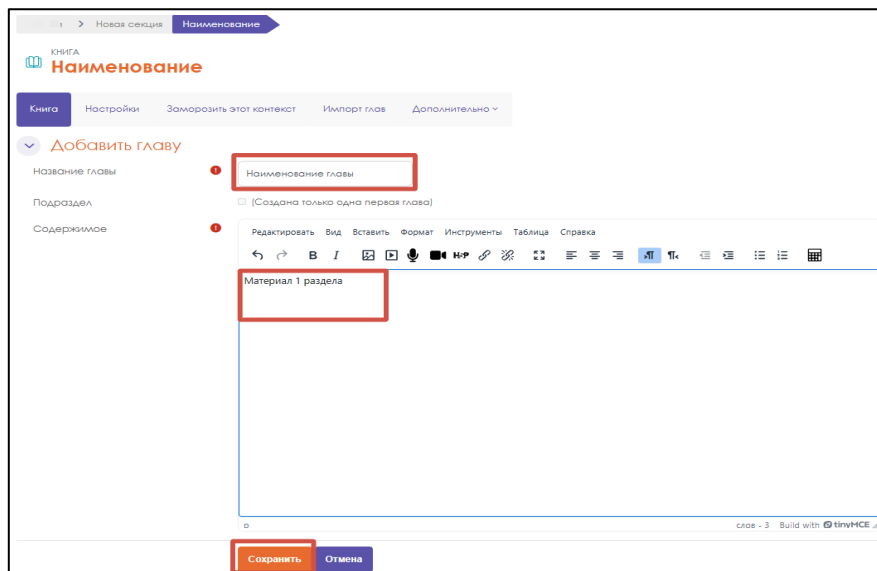 Новая секция Наименование
КНИГА
Наименование
Книга Настройки Заморозить этот контекст Импорт глав Дополнительно
Добавить главу
Название главы Наименование главы
Подраздел (Создана только одна первая глава)
Содержимое
Редактировать Вид Вставить Формат Инструменты Таблица Справка
B I H-P
Материал 1 раздела
p слов - 3 Build with tinyMCE
Сохранить Отмена